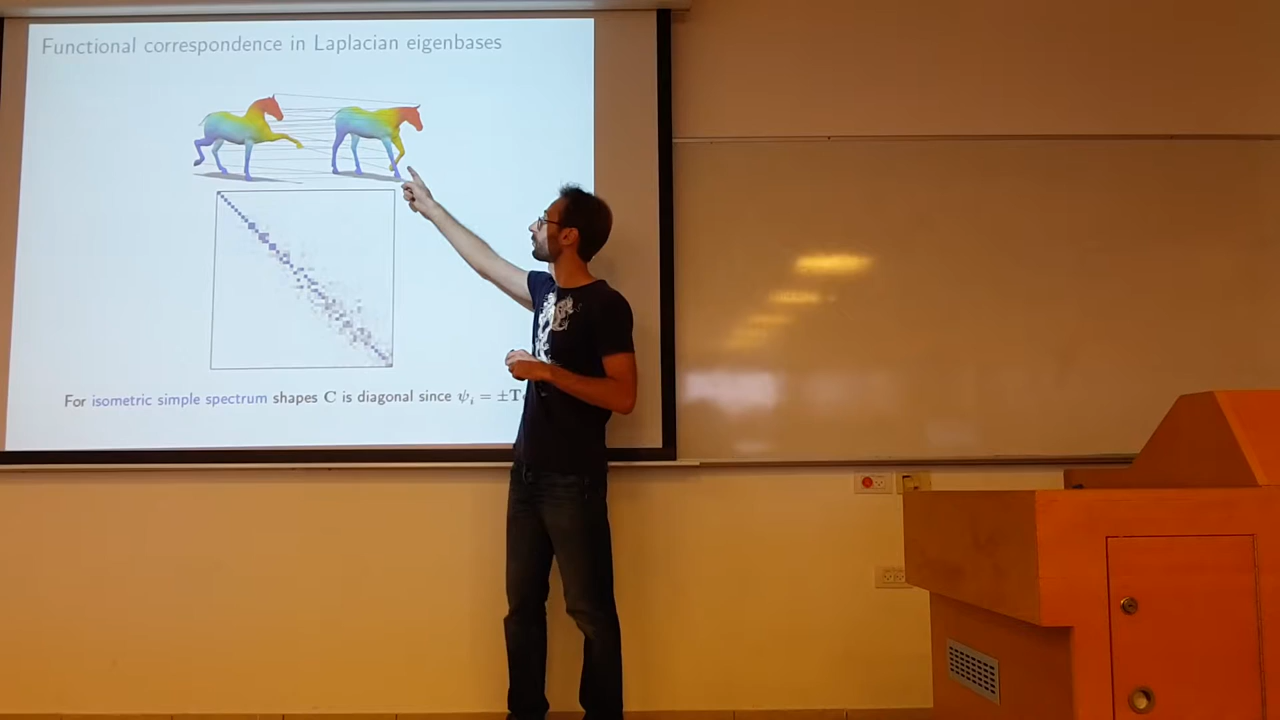 Functional correspondence in Laplacian eigenbases
For isometric simple spectrum shapes C is diagonal since ψᵢ = ±T